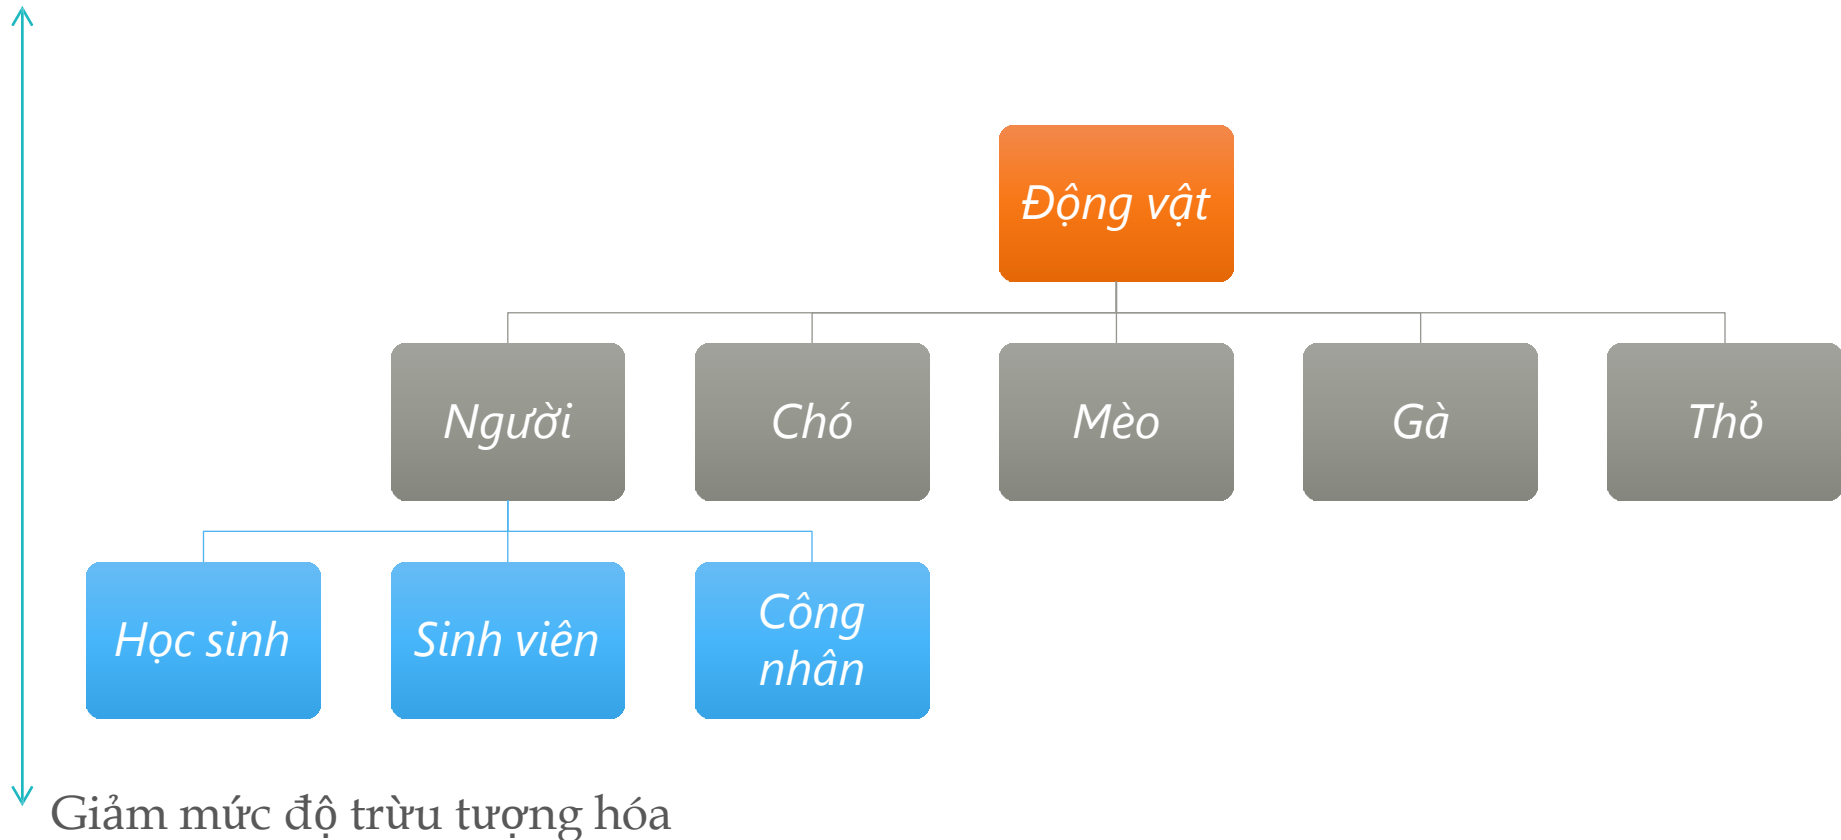 Động vật
Người
Chó
Mèo
Gà
Thỏ
Học sinh
Sinh viên
Công
nhân
Giảm mức độ trừu tượng hóa